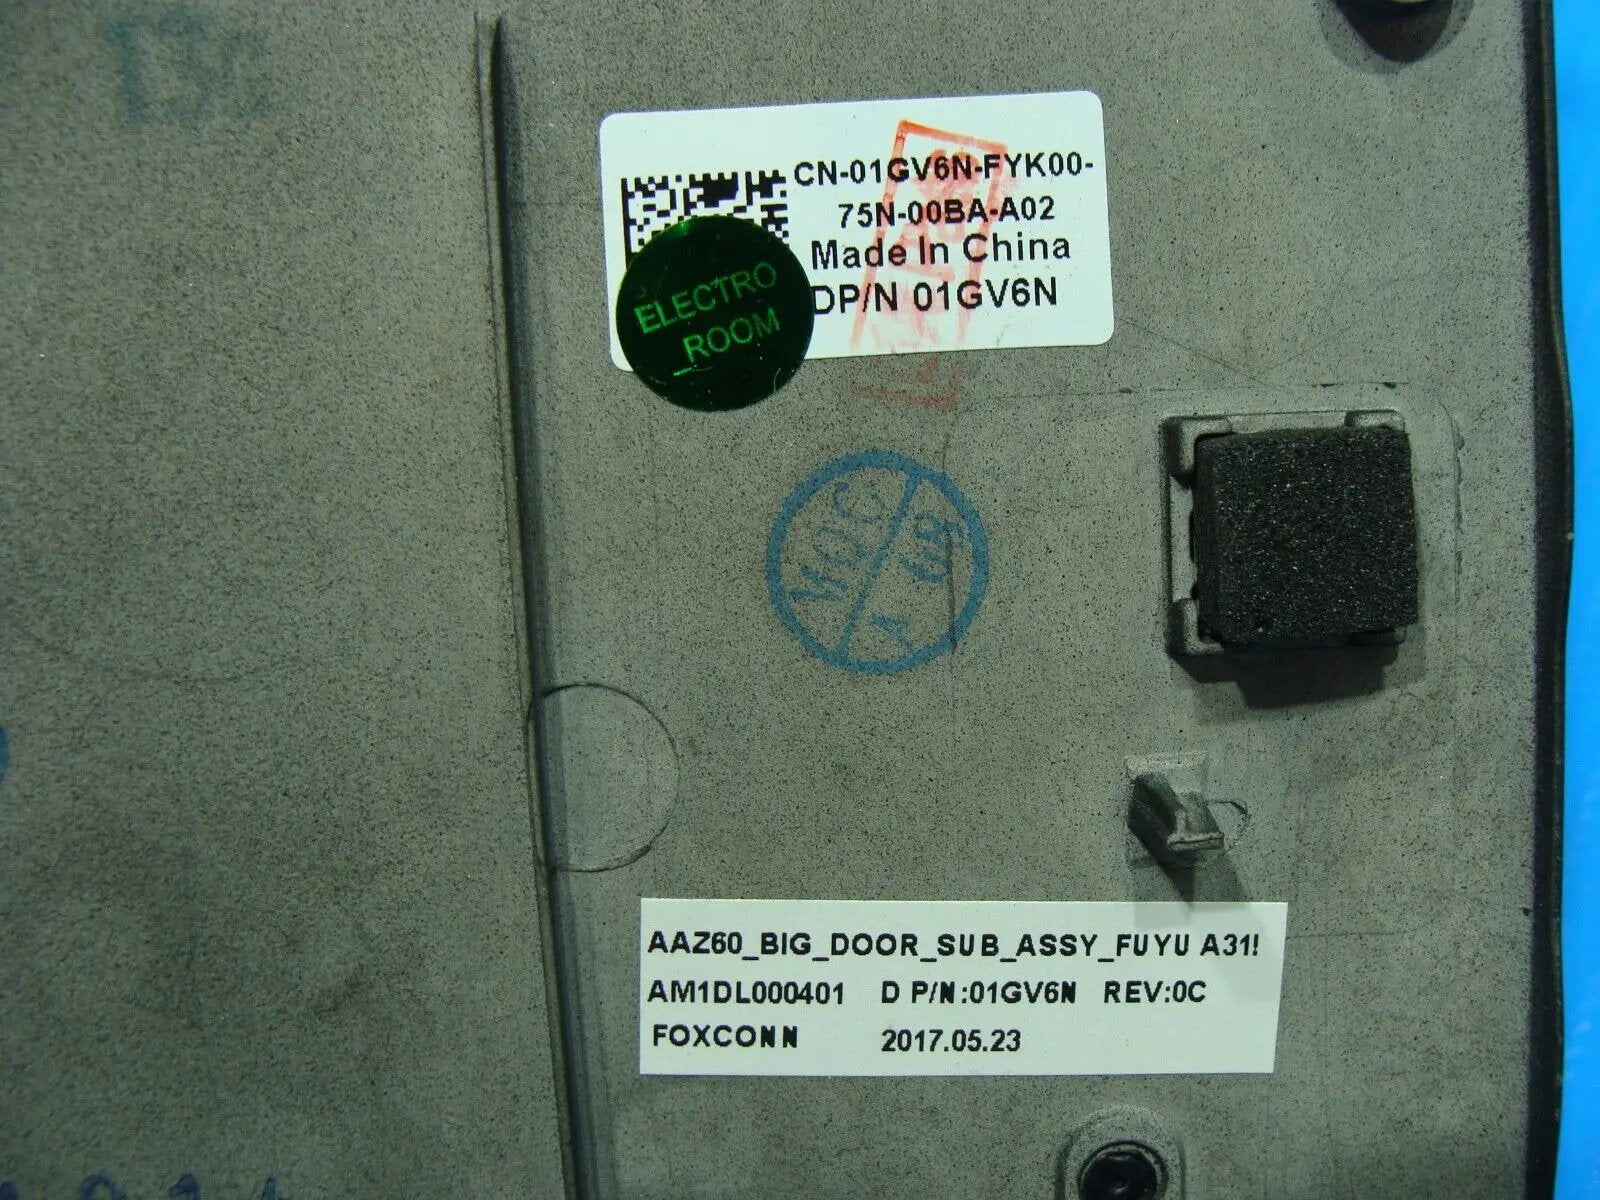 CN-01GV6N-FYK00-
75N-00BA-A02
Made In China
DP/N 01GV6N
ELECTRO
_ROOM
MQC
A
AAZ60_BIG_DOOR_SUB_ASSY_FUYU A31!
AM1DL000401 D P/N:01GV6N REV:0C
FOXCONN 2017.05.23